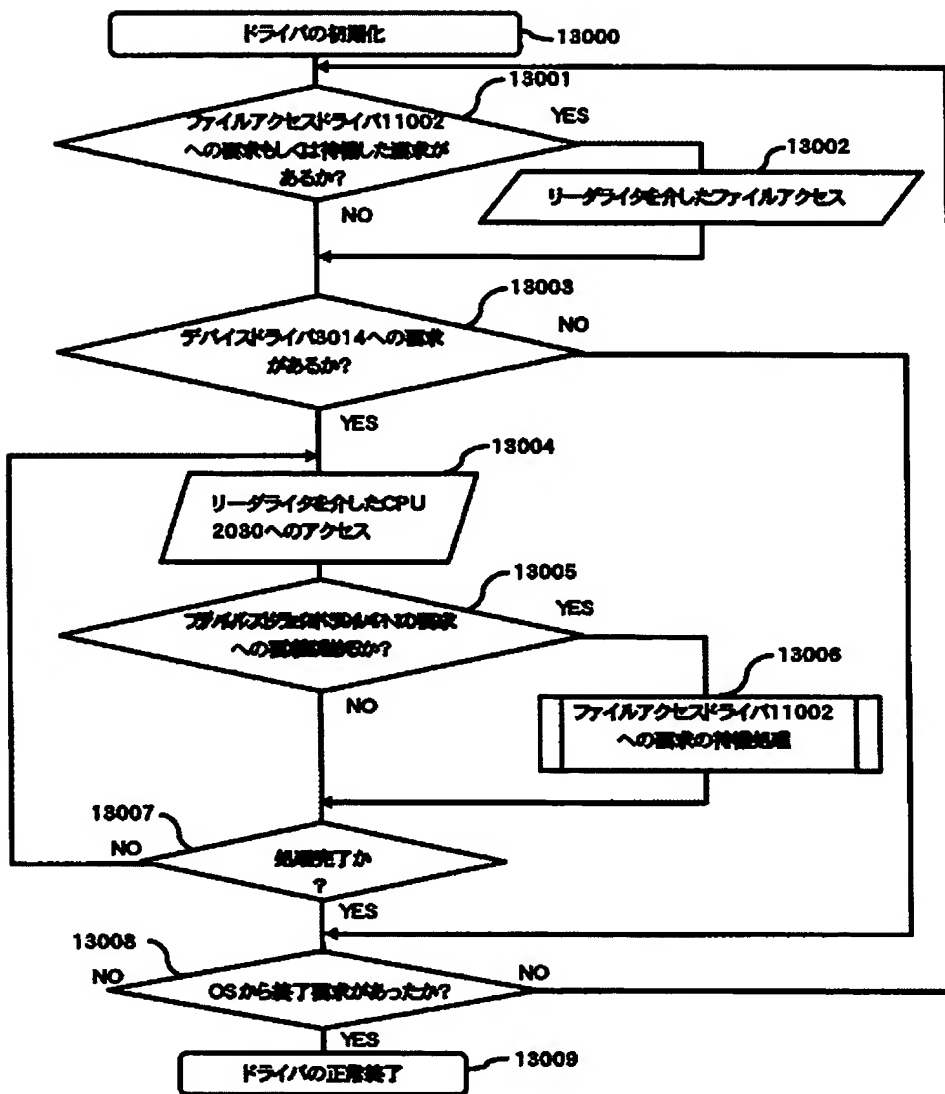 ドライバの初期化
13000
13001
ファイルアクセスドライバ11002
への要求もしくは待機した要求が
あるか?
YES
13002
リーダライタを介したファイルアクセス
NO
13003
デバイスドライバ3014への要求
があるか?
NO
YES
13004
リーダライタを介したCPU
2030へのアクセス
13005
への
か?
YES
13006
ファイルアクセスドライバ11002
への要求の待機処理
NO
13007
NO
処理完了か
?
YES
13008
NO
OSから終了要求があったか?
NO
YES
ドライバの正常終了
13009